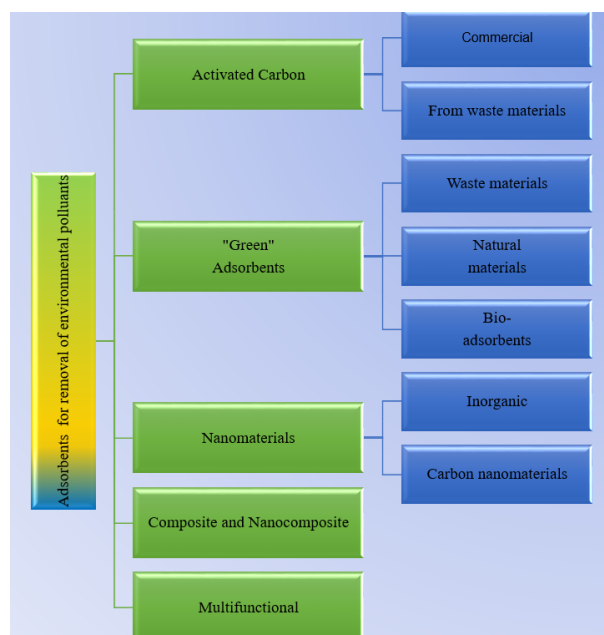 Adsorbents for removal of environmental polluants
Activated Carbon
Commercial
From waste materials
"Green"
Adsorbents
Waste materials
Natural
materials
Bio-
adsorbents
Nanomaterials
Inorganic
Carbon nanomaterials
Composite and Nanocomposite
Multifunctional